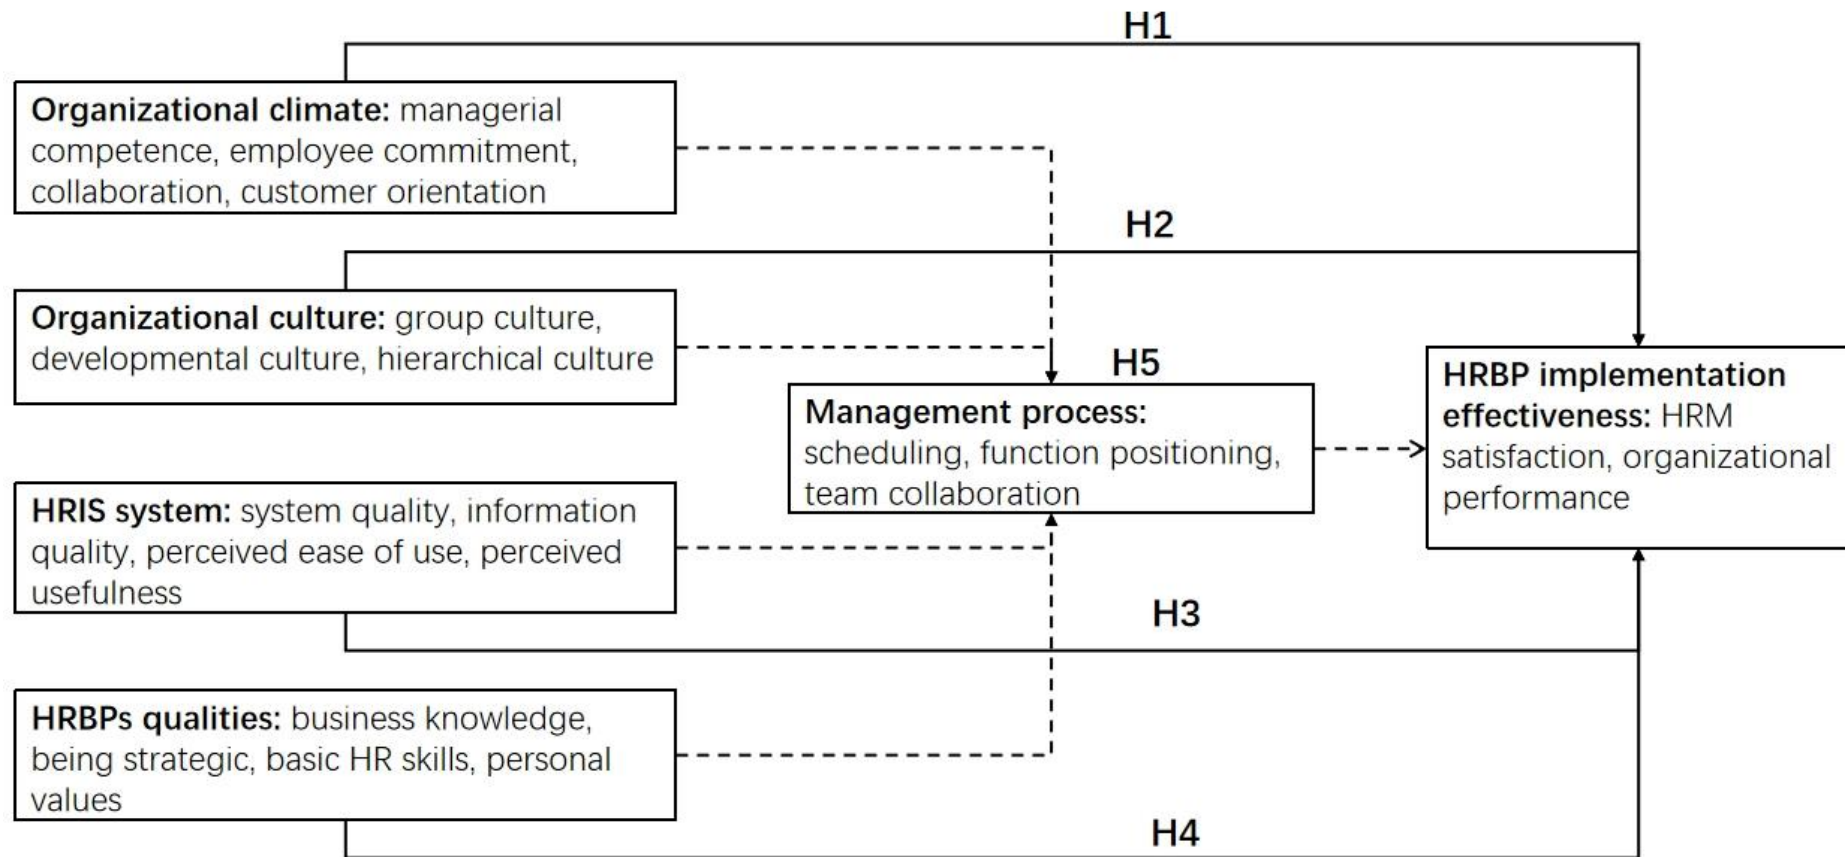 H1
Organizational climate: managerial
competence, employee commitment,
collaboration, customer orientation
H2
Organizational culture: group culture,
developmental culture, hierarchical culture
H5
Management process:
scheduling, function positioning,
team collaboration
HRBP implementation
effectiveness: HRM
satisfaction, organizational
performance
HRIS system: system quality, information
quality, perceived ease of use, perceived
usefulness
H3
HRBPs qualities: business knowledge,
being strategic, basic HR skills, personal
values
H4